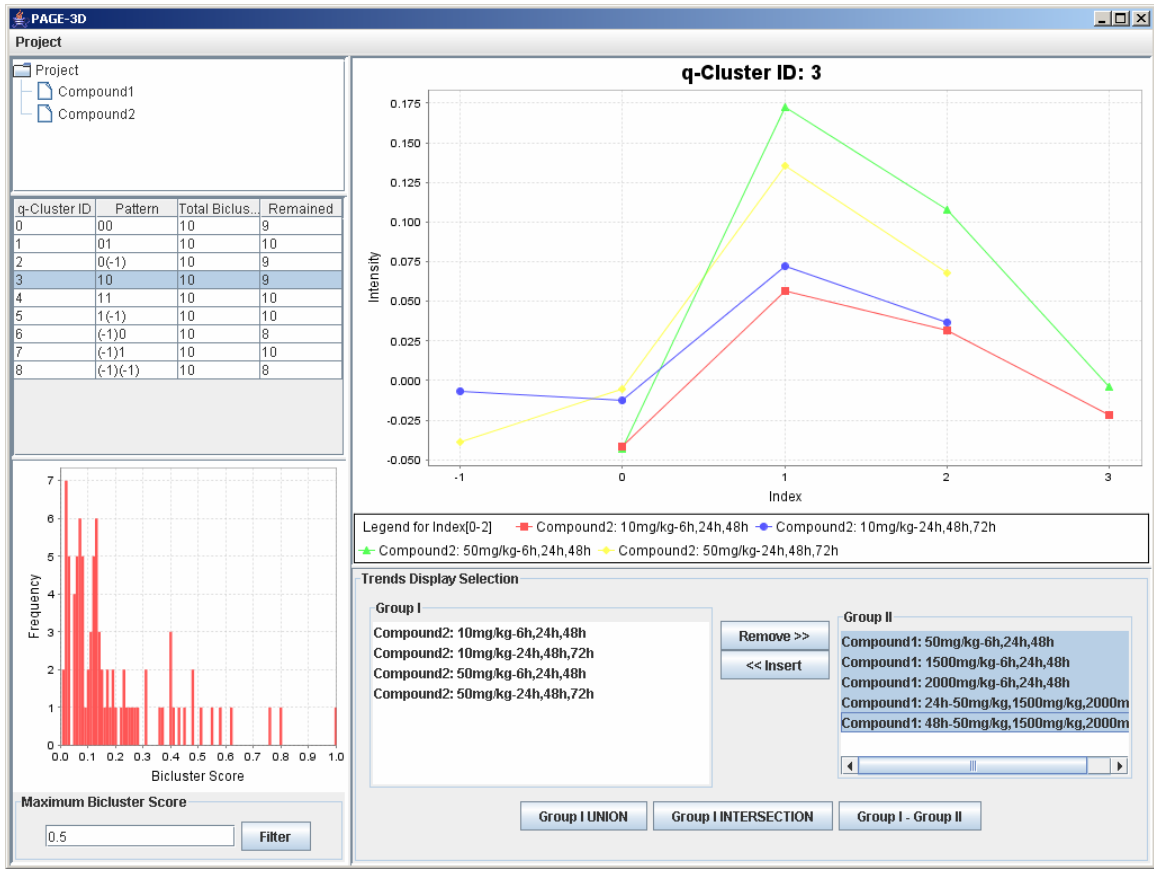 PAGE-3D
Project
Project
Compound1
Compound2
q-Cluster ID Pattern Total Biclus... Remained
0 00 10 9
1 01 10 10
2 0(-1) 10 9
3 10 10 9
4 11 10 10
5 1(-1) 10 10
6 (-1)0 10 8
7 (-1)1 10 10
8 (-1)(-1) 10 8
7
6
5
4
3
2
1
0
Frequency
0.0 0.1 0.2 0.3 0.4 0.5 0.6 0.7 0.8 0.9 1.0
Bicluster Score
Maximum Bicluster Score
0.5 Filter
q-Cluster ID: 3
0.175
0.150
0.125
0.100
0.075
0.050
0.025
0.000
-0.025
-0.050
Intensity
-1 0 1 2 3
Index
Legend for Index[0-2] Compound2: 10mg/kg-6h,24h,48h Compound2: 10mg/kg-24h,48h,72h
Compound2: 50mg/kg-6h,24h,48h Compound2: 50mg/kg-24h,48h,72h
Trends Display Selection
Group I
Compound2: 10mg/kg-6h,24h,48h
Compound2: 10mg/kg-24h,48h,72h
Compound2: 50mg/kg-6h,24h,48h
Compound2: 50mg/kg-24h,48h,72h
Remove >>
<< Insert
Group II
Compound1: 50mg/kg-6h,24h,48h
Compound1: 1500mg/kg-6h,24h,48h
Compound1: 2000mg/kg-6h,24h,48h
Compound1: 24h-50mg/kg,1500mg/kg,2000m
Compound1: 48h-50mg/kg,1500mg/kg,2000m
Group I UNION Group I INTERSECTION Group I - Group II